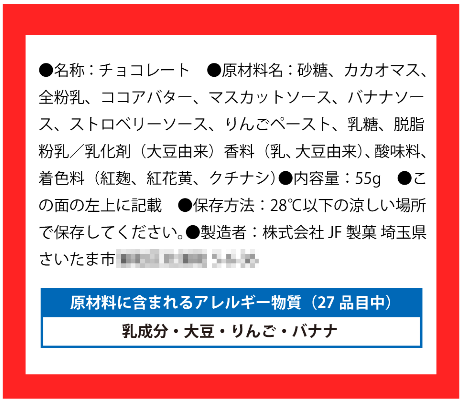 ●名称：チョコレート　●原材料名：砂糖、カカオマス、
全粉乳、ココアバター、マスカットソース、バナナソー
ス、ストロベリーソース、りんごペースト、乳糖、脱脂
粉乳／乳化剤（大豆由来）香料（乳、大豆由来）、酸味料、
着色料（紅麹、紅花黄、クチナシ）●内容量：55g　●こ
の面の左上に記載　●保存方法：28℃以下の涼しい場所
で保存してください。●製造者：株式会社 JF 製菓 埼玉県
さいたま市
原材料に含まれるアレルギー物質（27 品目中）
乳成分・大豆・りんご・バナナ